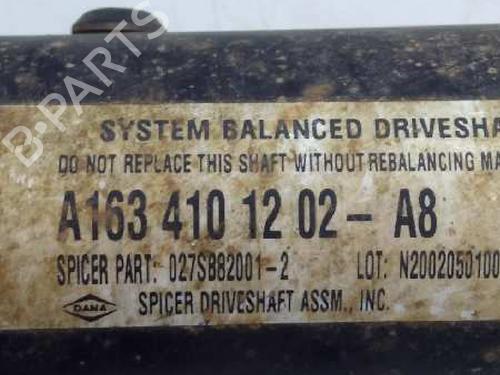 SYSTEM BALANCED DRIVESHA
DO NOT REPLACE THIS SHAFT WITHOUT REBALANCING MA
A163 410 12 02 - A8
SPICER PART: 027SB82001-2 LOT: N2002050100
DANA SPICER DRIVESHAFT ASSM., INC.
B-PARTS